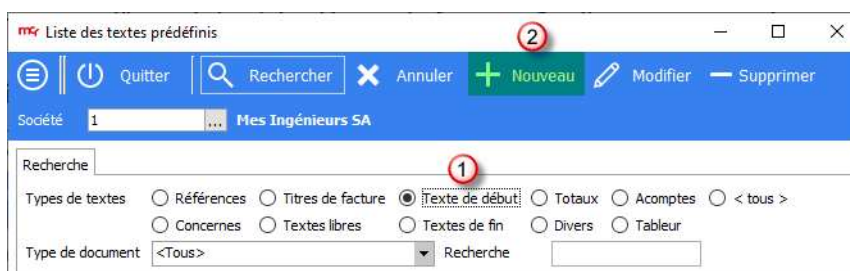 mcr Liste des textes prédéfinis
2
Quitter Rechercher Annuler Nouveau Modifier Supprimer
Société 1 ... Mes Ingénieurs SA
Recherche
1
Types de textes Références Titres de facture Texte de début Totaux Acomptes < tous >
Concernes Textes libres Textes de fin Divers Tableur
Type de document <Tous> Recherche